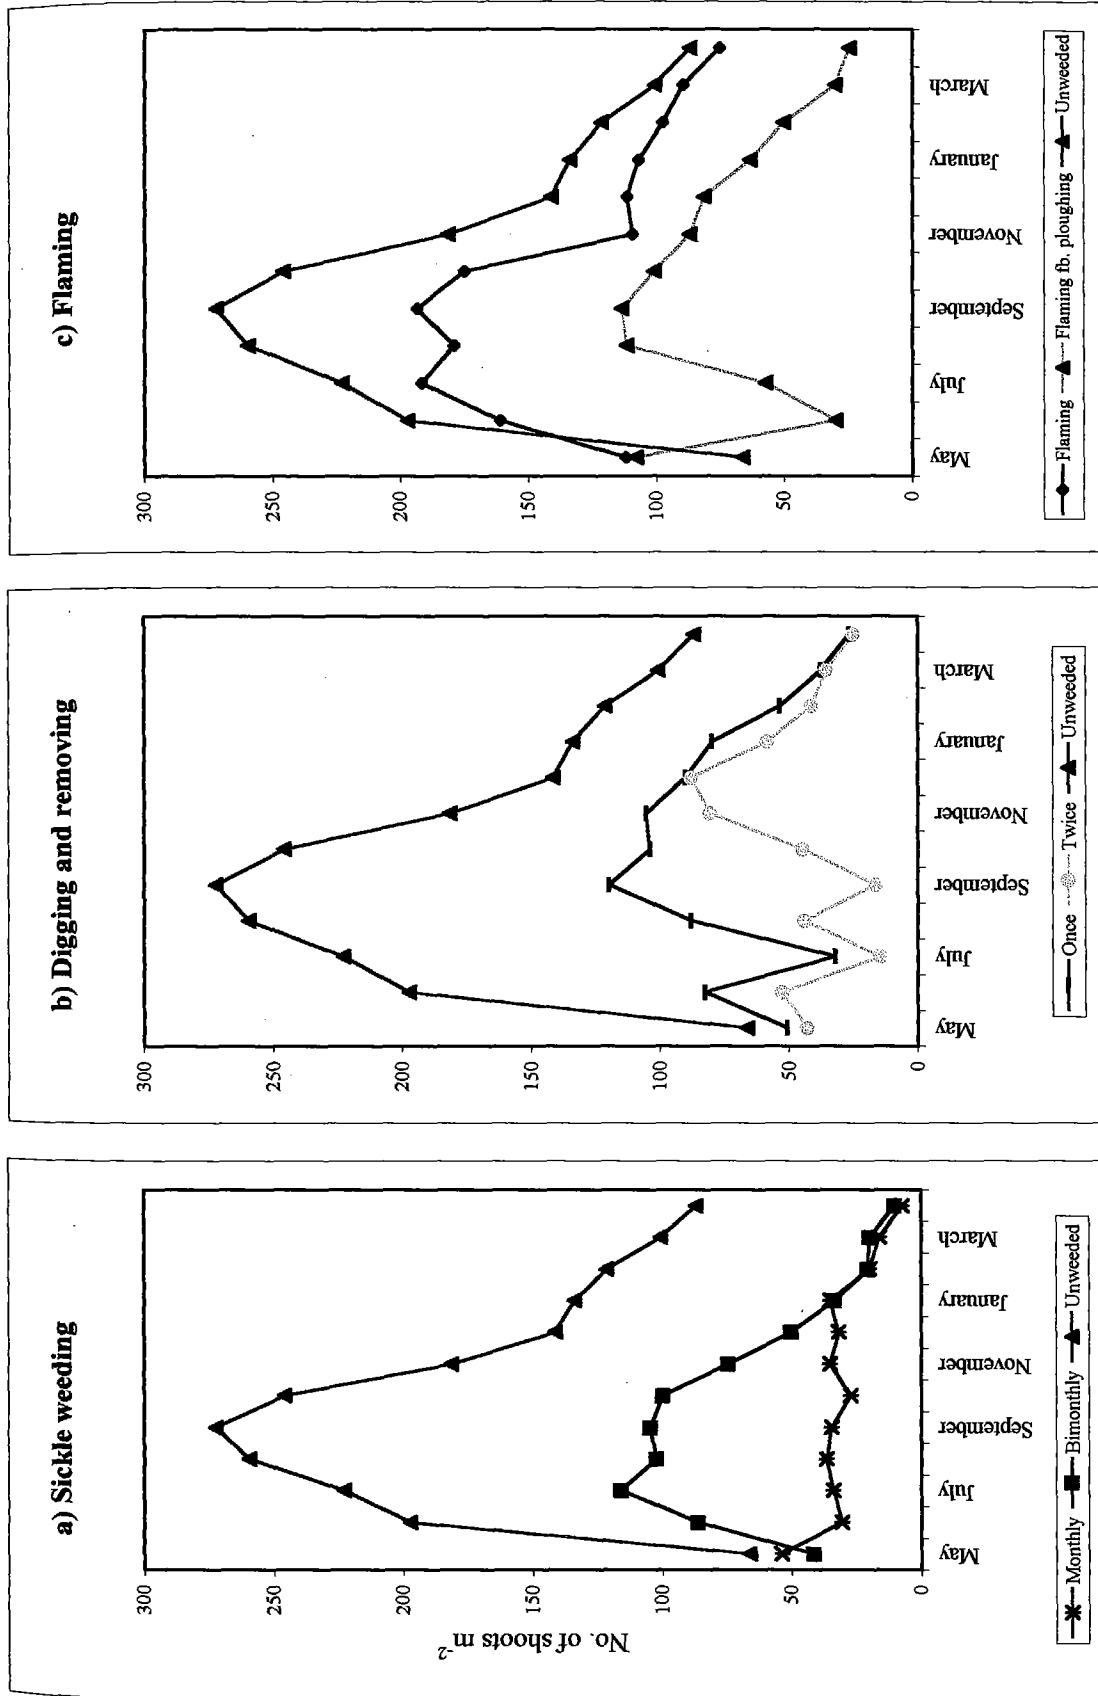 a) Sickle weeding
No. of shoots m-2
300
250
200
150
100
50
0
May
July
September
November
January
March
Monthly Bimonthly Unweeded
b) Digging and removing
300
250
200
150
100
50
0
May
July
September
November
January
March
Once Twice Unweeded
c) Flaming
300
250
200
150
100
50
0
May
July
September
November
January
March
Flaming Flaming fb. ploughing Unweeded